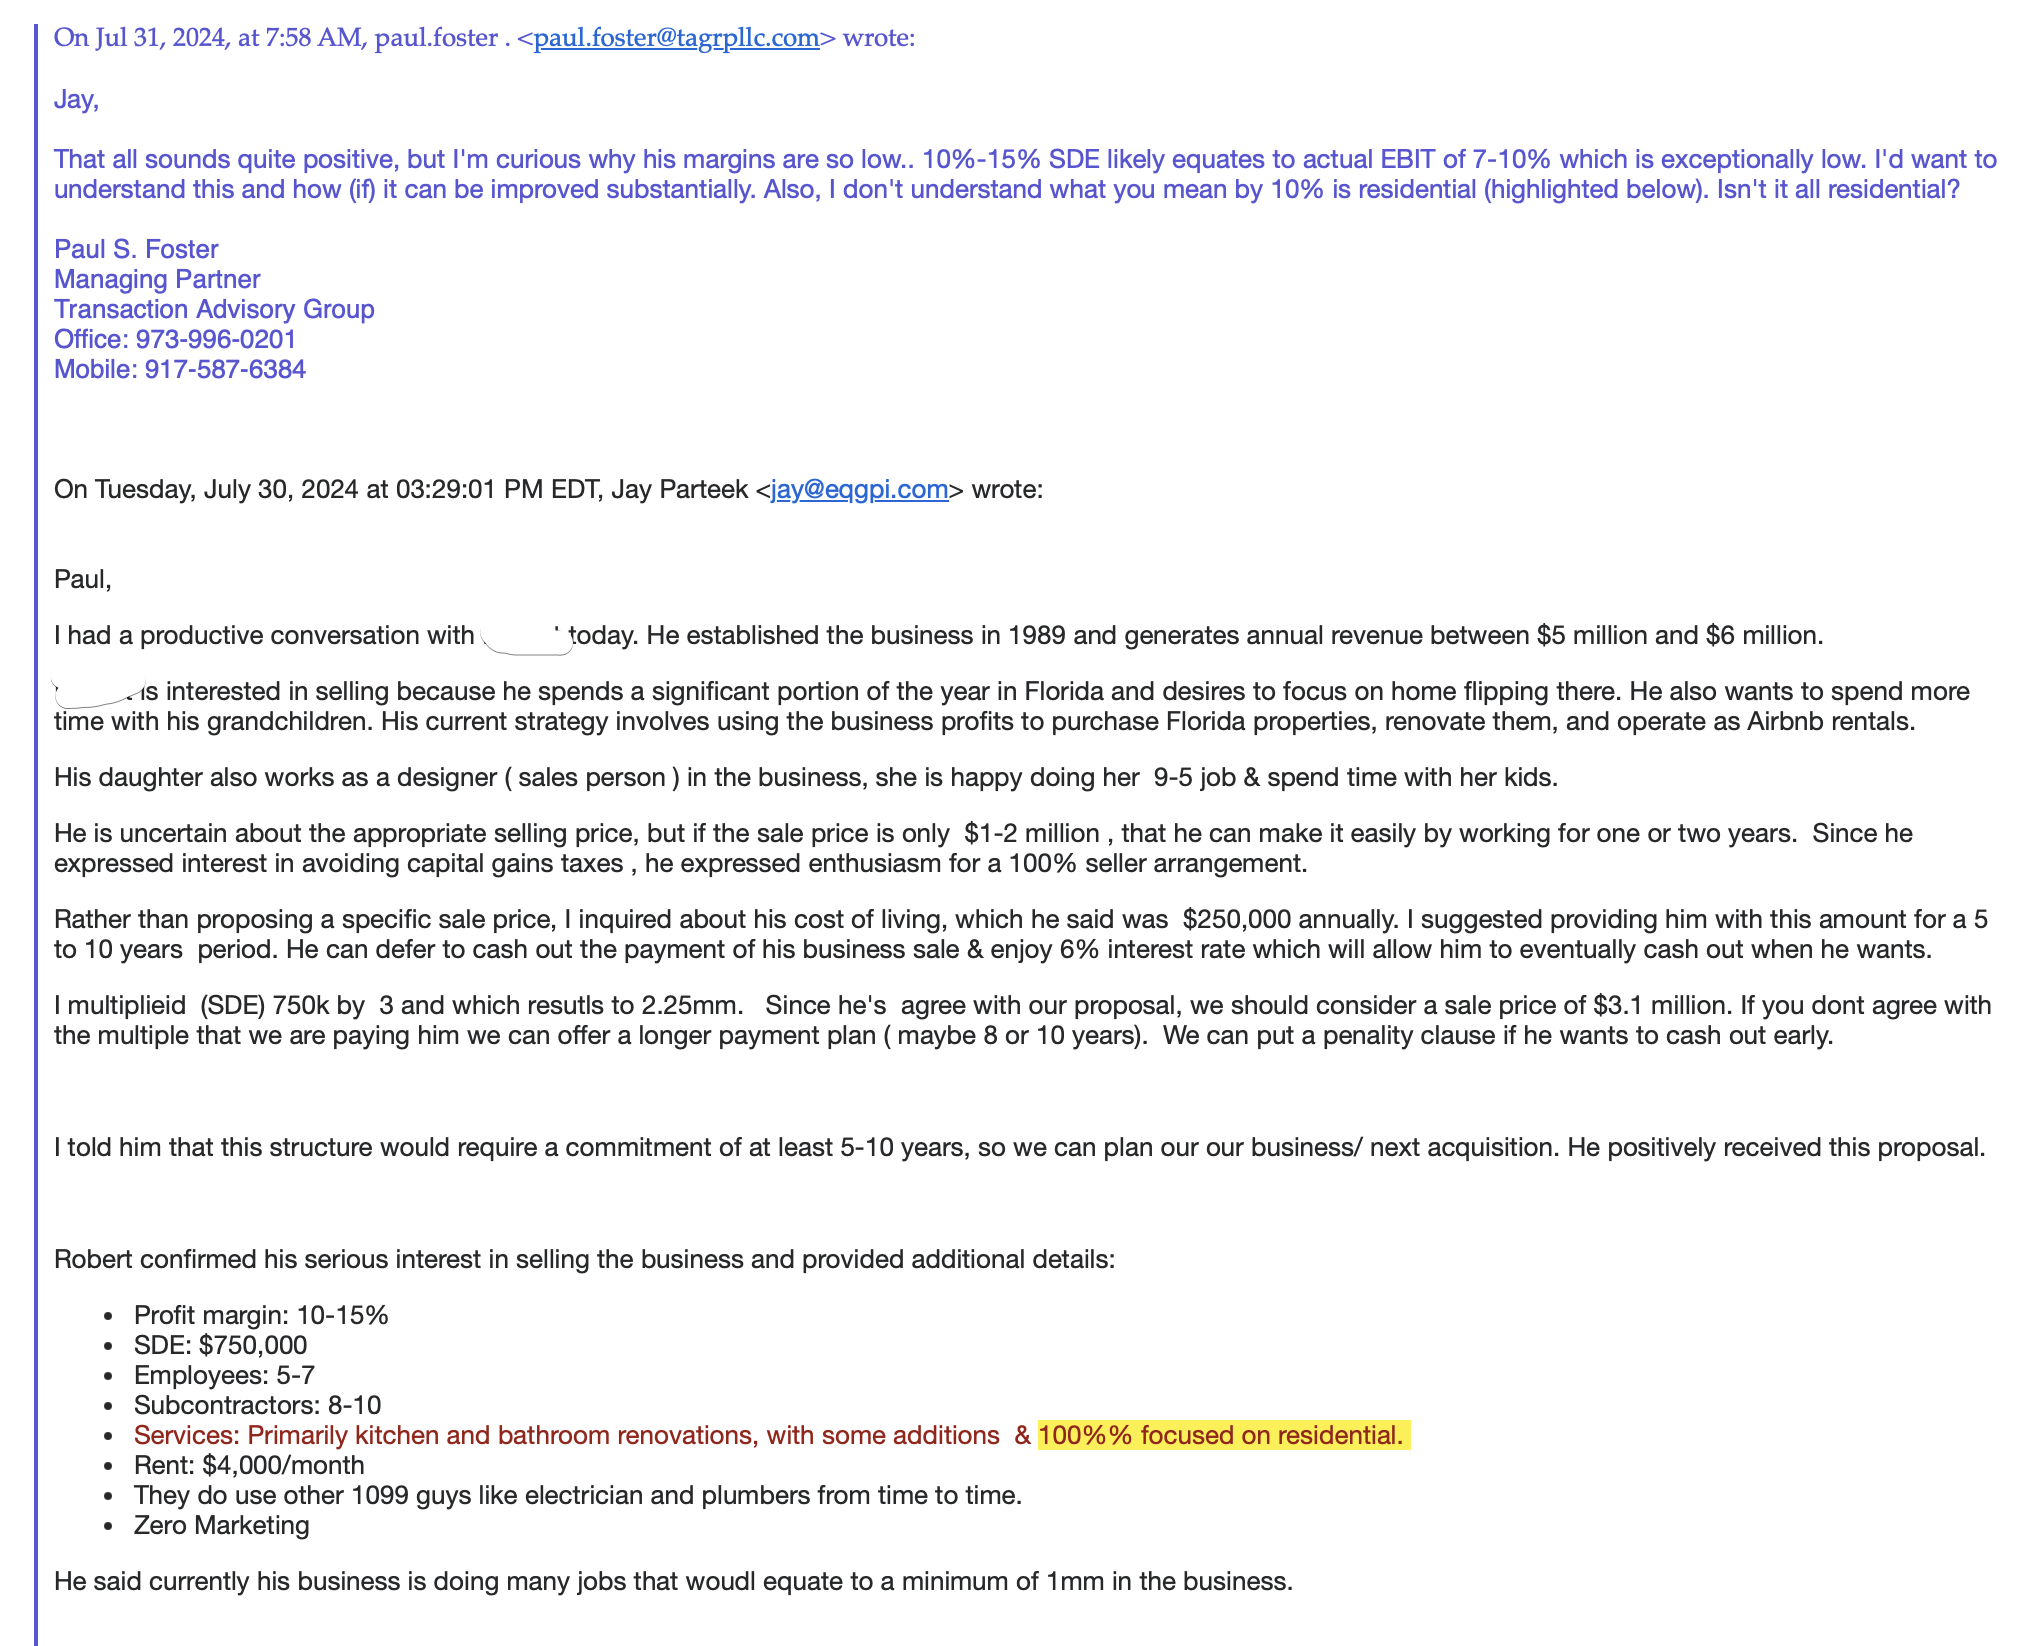 On Jul 31, 2024, at 7:58 AM, paul.foster . <paul.foster@tagrpllc.com> wrote:
Jay,
That all sounds quite positive, but I'm curious why his margins are so low.. 10%-15% SDE likely equates to actual EBIT of 7-10% which is exceptionally low. I'd want to
understand this and how (if) it can be improved substantially. Also, I don't understand what you mean by 10% is residential (highlighted below). Isn't it all residential?
Paul S. Foster
Managing Partner
Transaction Advisory Group
Office: 973-996-0201
Mobile: 917-587-6384
On Tuesday, July 30, 2024 at 03:29:01 PM EDT, Jay Parteek <jay@eqgpi.com> wrote:
Paul,
I had a productive conversation with today. He established the business in 1989 and generates annual revenue between $5 million and $6 million.
is interested in selling because he spends a significant portion of the year in Florida and desires to focus on home flipping there. He also wants to spend more
time with his grandchildren. His current strategy involves using the business profits to purchase Florida properties, renovate them, and operate as Airbnb rentals.
His daughter also works as a designer ( sales person ) in the business, she is happy doing her 9-5 job & spend time with her kids.
He is uncertain about the appropriate selling price, but if the sale price is only $1-2 million , that he can make it easily by working for one or two years. Since he
expressed interest in avoiding capital gains taxes , he expressed enthusiasm for a 100% seller arrangement.
Rather than proposing a specific sale price, I inquired about his cost of living, which he said was $250,000 annually. I suggested providing him with this amount for a 5
to 10 years period. He can defer to cash out the payment of his business sale & enjoy 6% interest rate which will allow him to eventually cash out when he wants.
I multiplieid (SDE) 750k by 3 and which resutls to 2.25mm. Since he's agree with our proposal, we should consider a sale price of $3.1 million. If you dont agree with
the multiple that we are paying him we can offer a longer payment plan ( maybe 8 or 10 years). We can put a penality clause if he wants to cash out early.
I told him that this structure would require a commitment of at least 5-10 years, so we can plan our our business/ next acquisition. He positively received this proposal.
Robert confirmed his serious interest in selling the business and provided additional details:
• Profit margin: 10-15%
• SDE: $750,000
• Employees: 5-7
• Subcontractors: 8-10
• Services: Primarily kitchen and bathroom renovations, with some additions & 100%% focused on residential.
• Rent: $4,000/month
• They do use other 1099 guys like electrician and plumbers from time to time.
• Zero Marketing
He said currently his business is doing many jobs that woudl equate to a minimum of 1mm in the business.